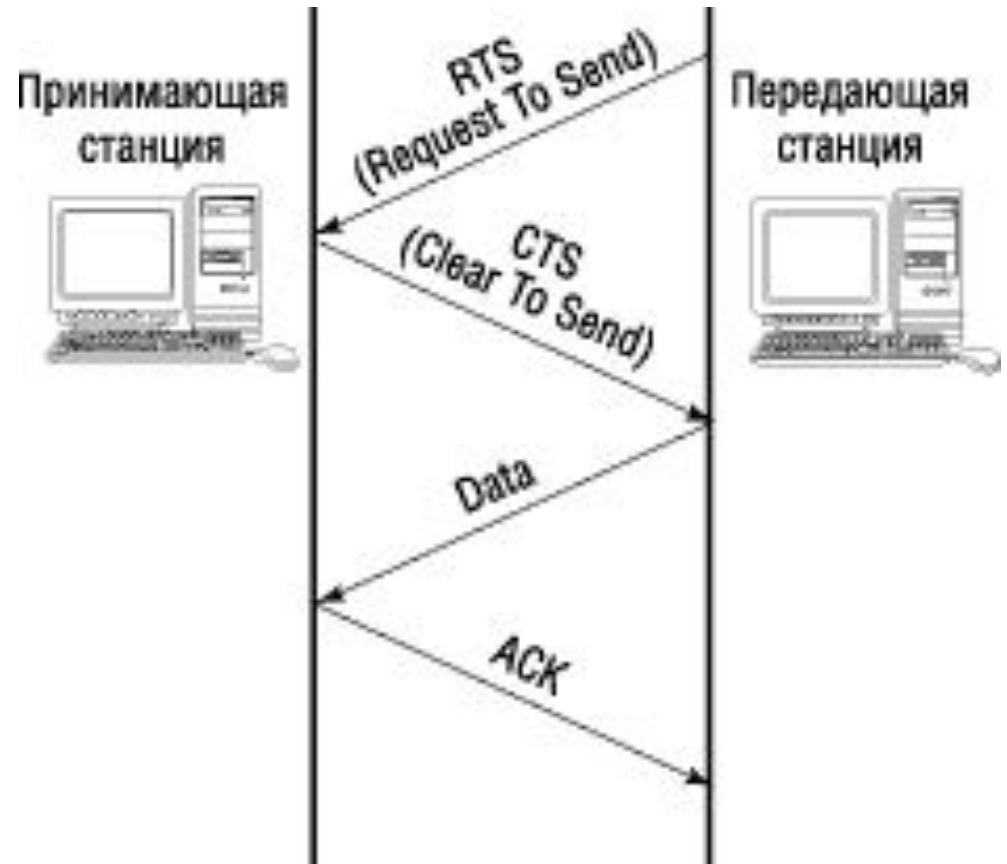 Принимающая
станция
RTS
(Request To Send)
Передающая
станция
CTS
(Clear To Send)
Data
ACK